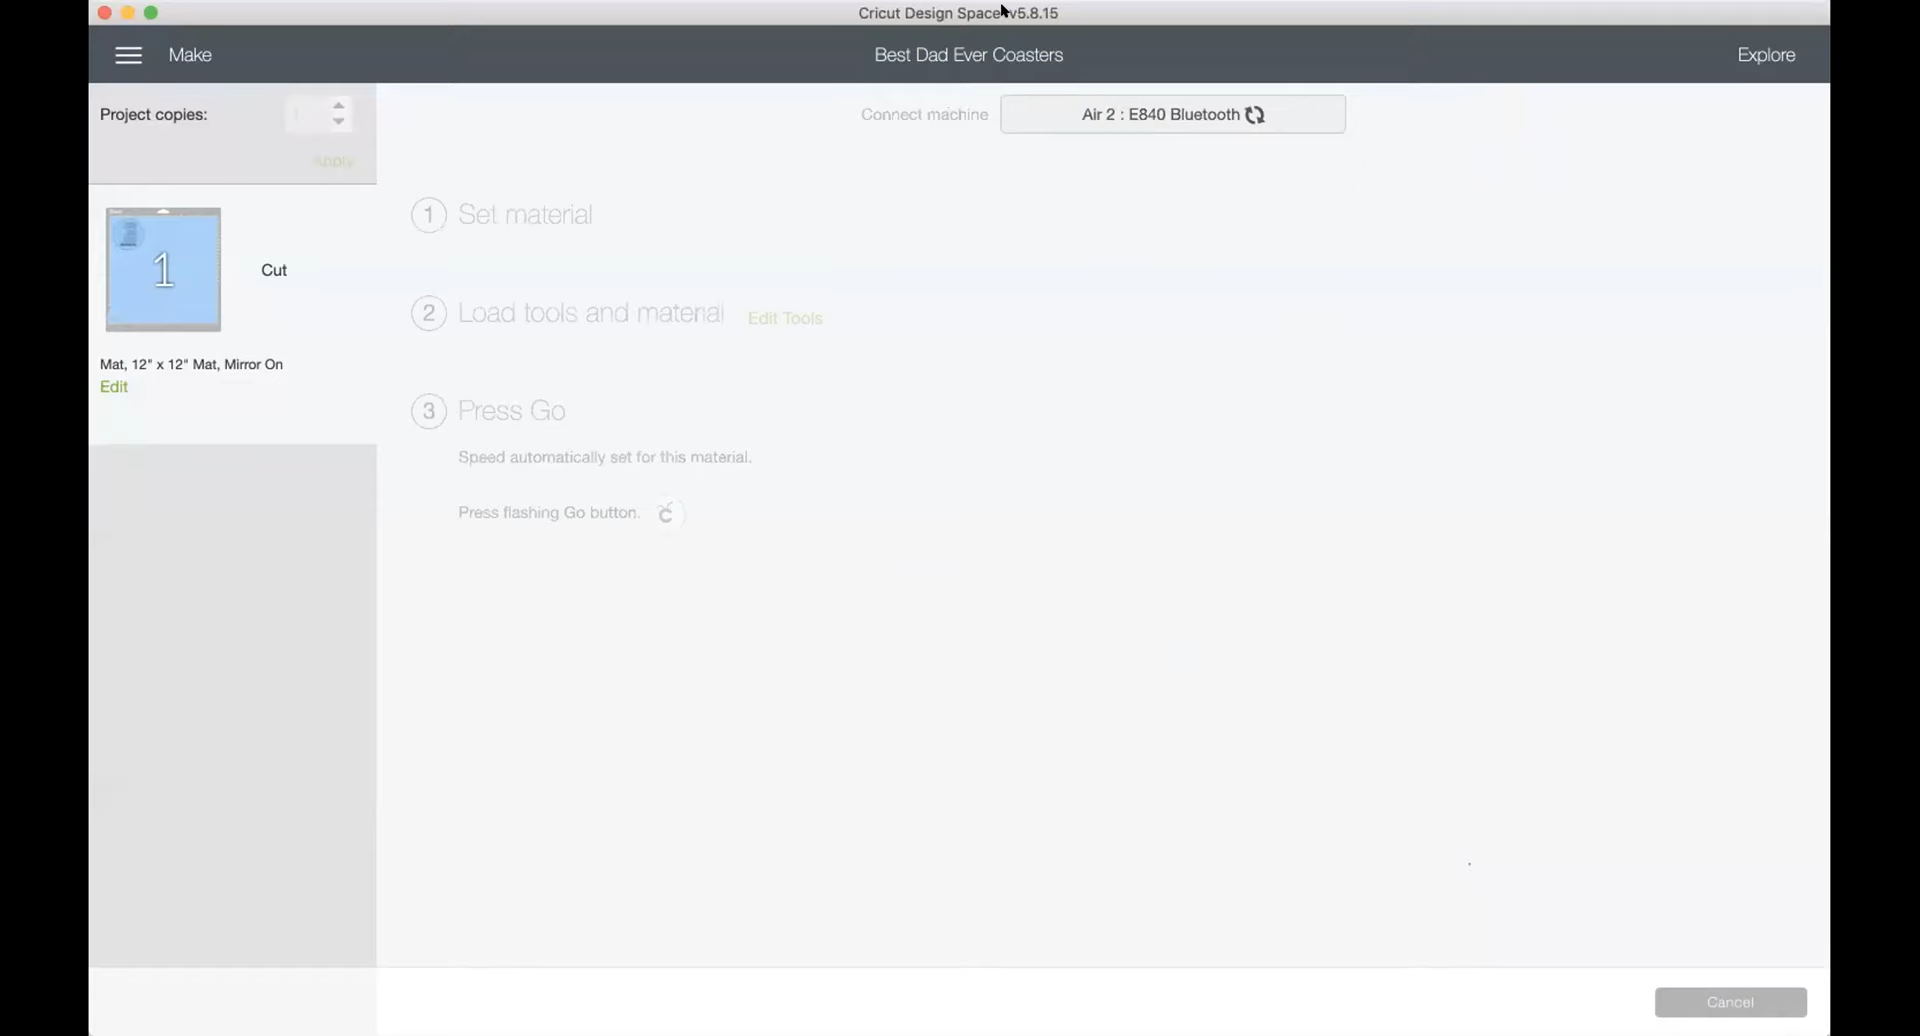 Cricut Design Space v5.8.15
Make
Best Dad Ever Coasters
Explore
Project copies:
1
Apply
Connect machine
Air 2 : E840 Bluetooth
1 Set material
1
Cut
2 Load tools and material Edit Tools
Mat, 12" x 12" Mat, Mirror On
Edit
3 Press Go
Speed automatically set for this material.
Press flashing Go button.
Cancel